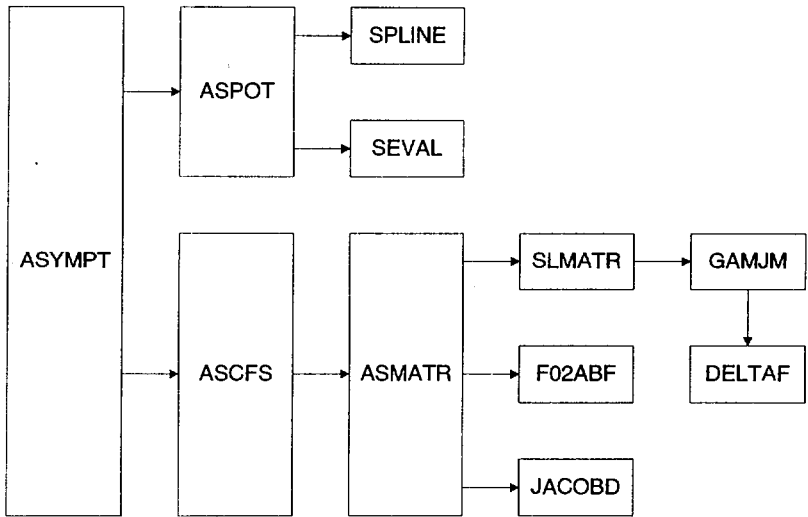 SPLINE
ASPOT
SEVAL
ASYMPT
SLMATR
GAMJM
ASCFS
ASMATR
F02ABF
DELTAF
JACOBD